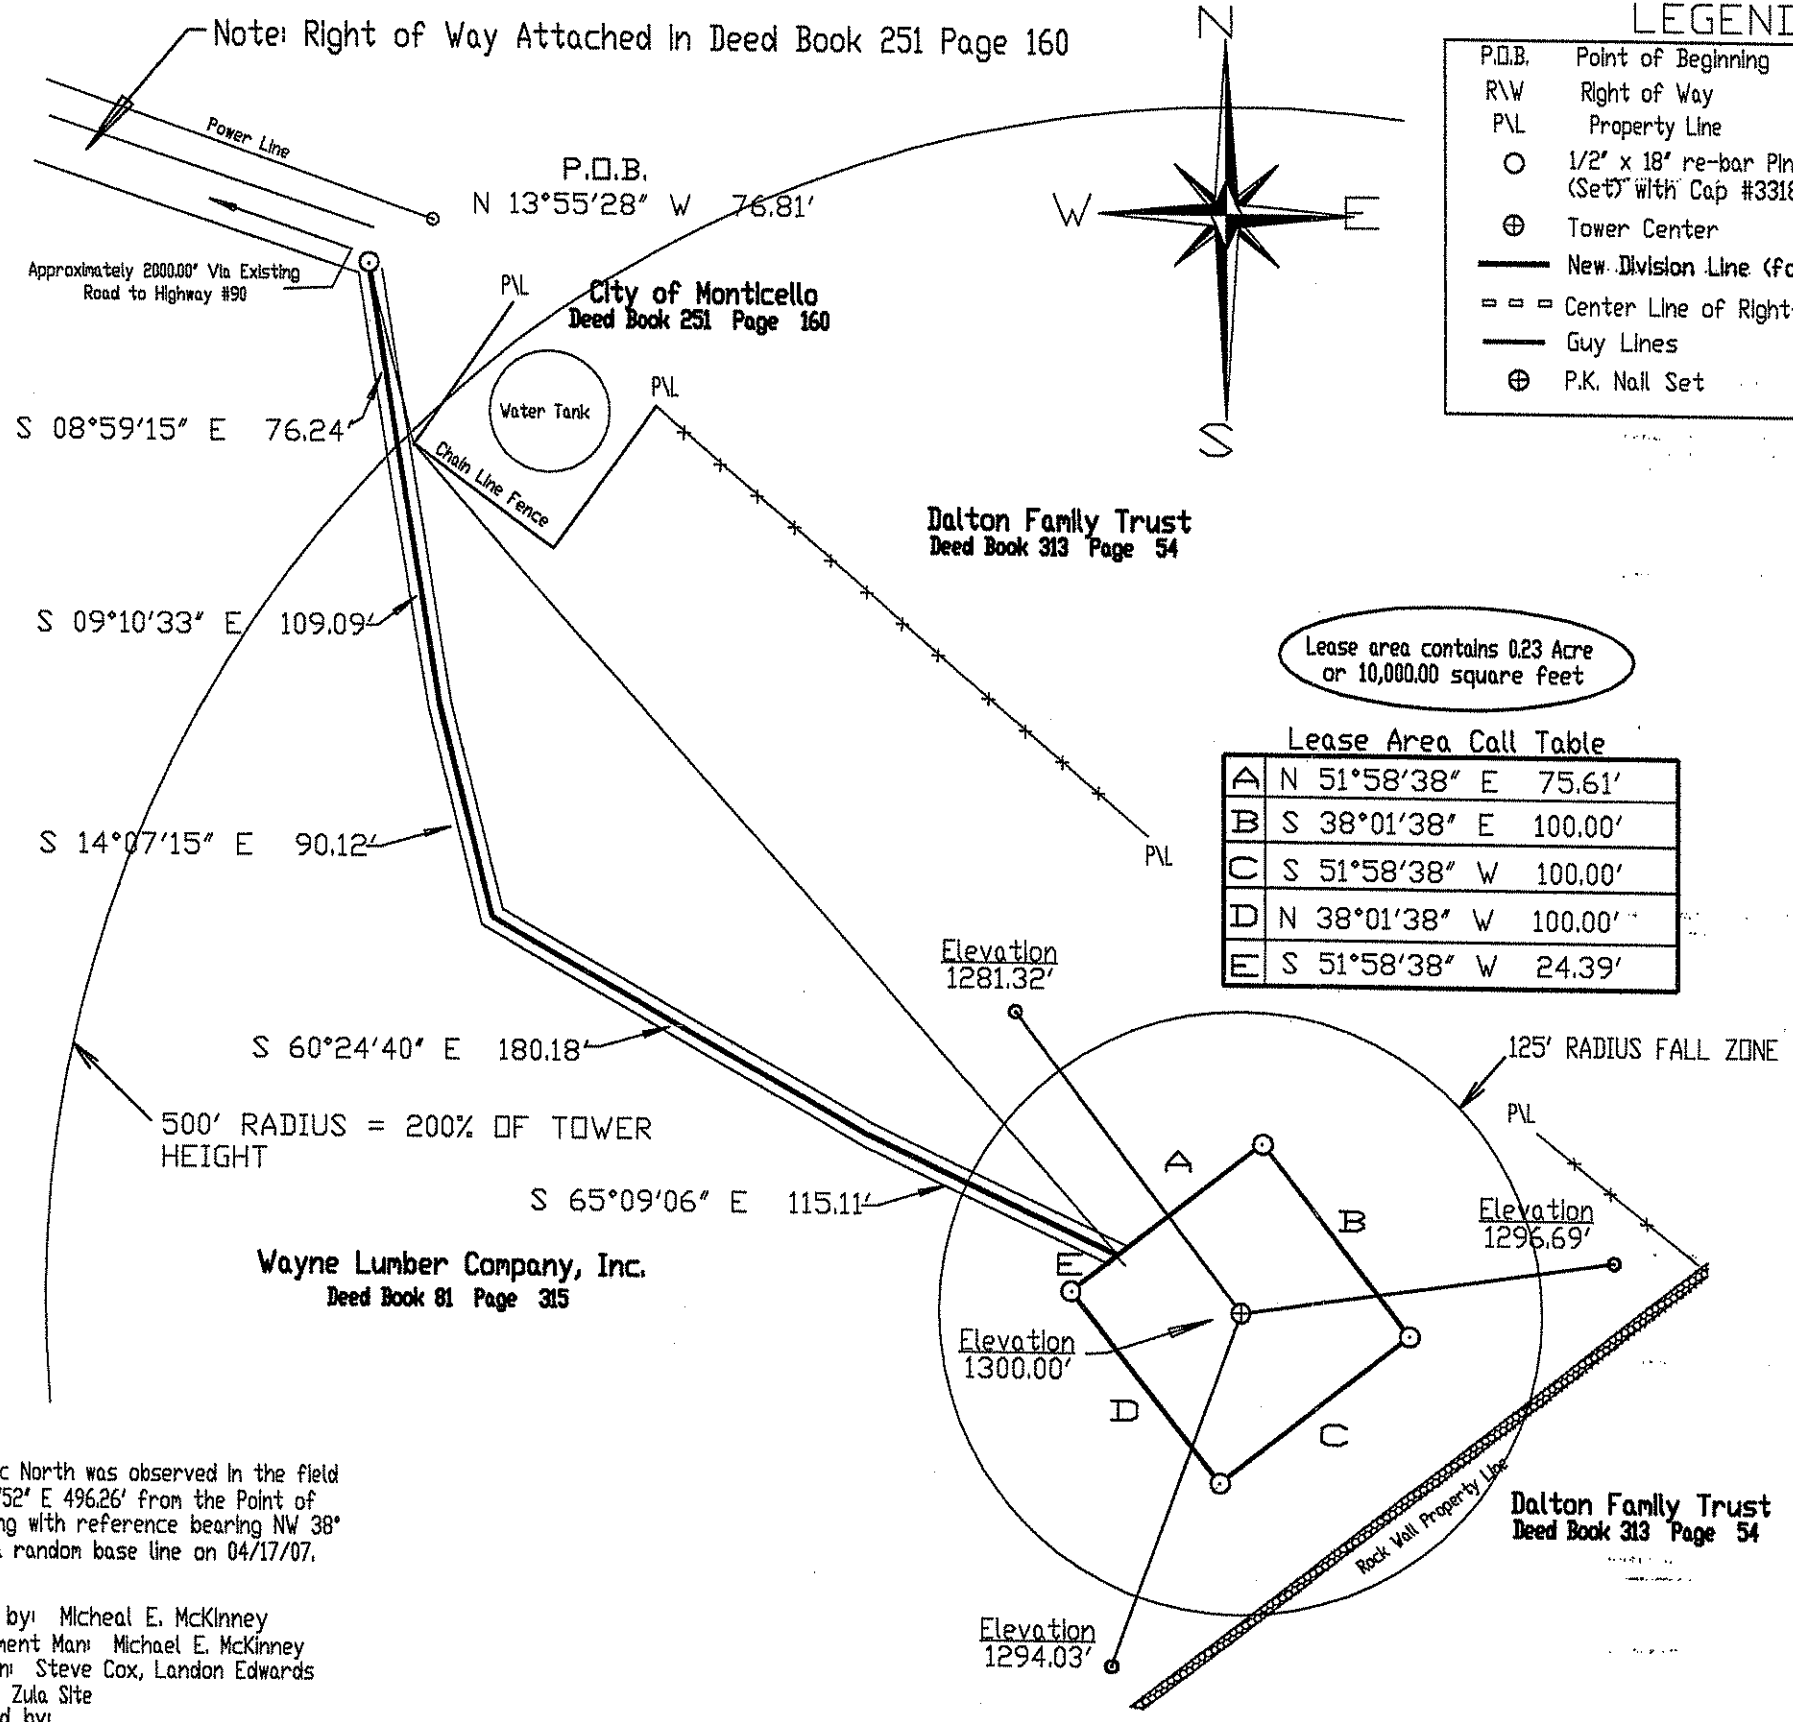 Note: Right of Way Attached in Deed Book 251 Page 160
N
W
E
S
LEGEND
P.O.B. Point of Beginning
R\W Right of Way
P\L Property Line
1/2" x 18" re-bar Pin
(Set) with Cap #3318
Tower Center
New Division Line (fo
Center Line of Right-
Guy Lines
P.K. Nail Set
Power Line
P.O.B.
N 13°55'28" W 76.81'
Approximately 2000.00' Via Existing
Road to Highway #90
P\L
City of Monticello
Deed Book 251 Page 160
Water Tank
P\L
Chain Line Fence
S 08°59'15" E 76.24'
Dalton Family Trust
Deed Book 313 Page 54
S 09°10'33" E 109.09'
Lease area contains 0.23 Acre
or 10,000.00 square feet
Lease Area Call Table
A N 51°58'38" E 75.61'
B S 38°01'38" E 100.00'
C S 51°58'38" W 100.00'
D N 38°01'38" W 100.00'
E S 51°58'38" W 24.39'
S 14°07'15" E 90.12'
P\L
Elevation
1281.32'
S 60°24'40" E 180.18'
125' RADIUS FALL ZONE
500' RADIUS = 200% OF TOWER
HEIGHT
P\L
A
S 65°09'06" E 115.11'
B
Elevation
1296.69'
Wayne Lumber Company, Inc.
Deed Book 81 Page 315
E
Elevation
1300.00'
D
C
Rock Wall Property Line
Dalton Family Trust
Deed Book 313 Page 54
c North was observed in the field
'52" E 496.26' from the Point of
ng with reference bearing NW 38°
random base line on 04/17/07.
Elevation
1294.03'
by: Micheal E. McKinney
ment Man: Michael E. McKinney
n: Steve Cox, Landon Edwards
Zula Site
d by: